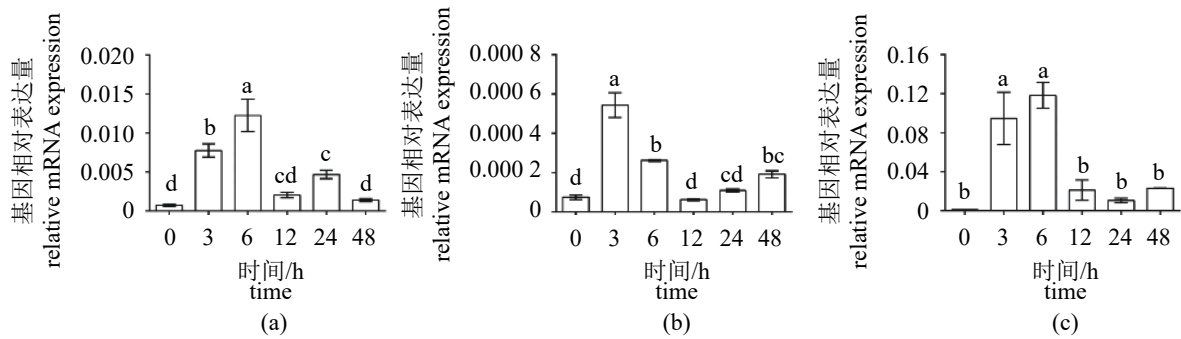 基因相对表达量
relative mRNA expression
0.020
0.015
0.010
0.005
0
d
b
a
cd
c
d
0 3 6 12 24 48
时间/h
time
(a)
基因相对表达量
relative mRNA expression
0.000 8
0.000 6
0.000 4
0.000 2
0
d
a
b
d
cd
bc
0 3 6 12 24 48
时间/h
time
(b)
基因相对表达量
relative mRNA expression
0.16
0.12
0.08
0.04
0
b
a
a
b
b
b
0 3 6 12 24 48
时间/h
time
(c)